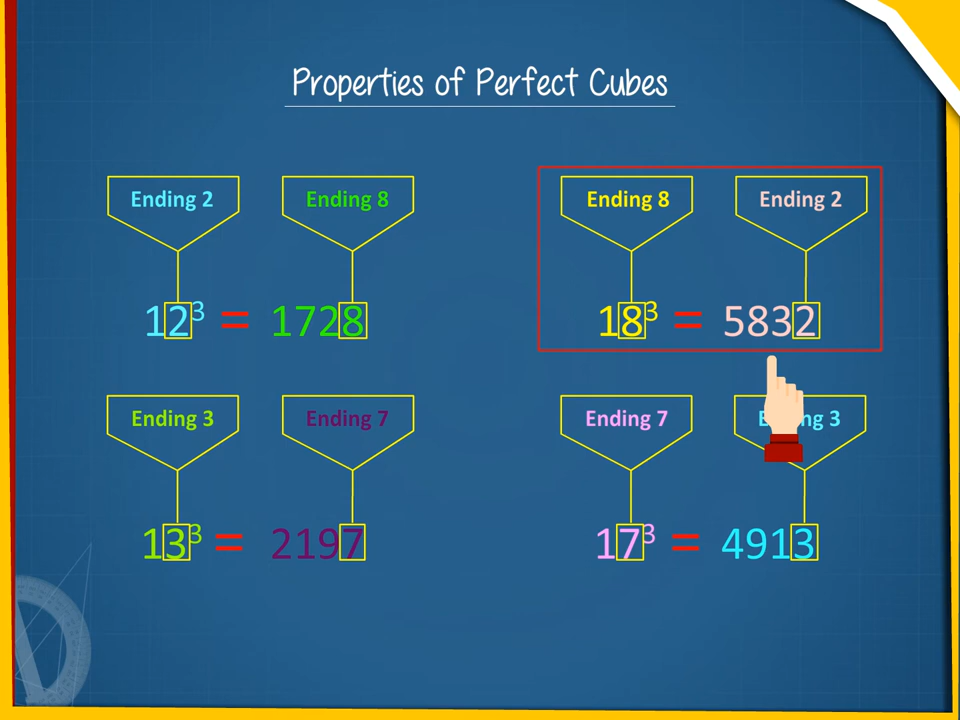 Properties of Perfect Cubes
Ending 2 Ending 8 Ending 8 Ending 2
12³ = 1728 18³ = 5832
Ending 3 Ending 7 Ending 7 3
13³ = 2197 17³ = 4913